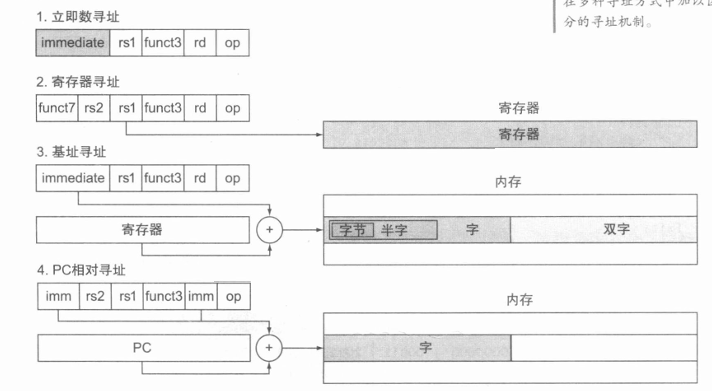 在多种寻址方式中加以区
分的寻址机制。
1. 立即数寻址
immediate rs1 funct3 rd op
2. 寄存器寻址
funct7 rs2 rs1 funct3 rd op
寄存器
寄存器
3. 基址寻址
immediate rs1 funct3 rd op
内存
寄存器 + 字节 半字 字 双字
4. PC相对寻址
imm rs2 rs1 funct3 imm op
内存
PC + 字